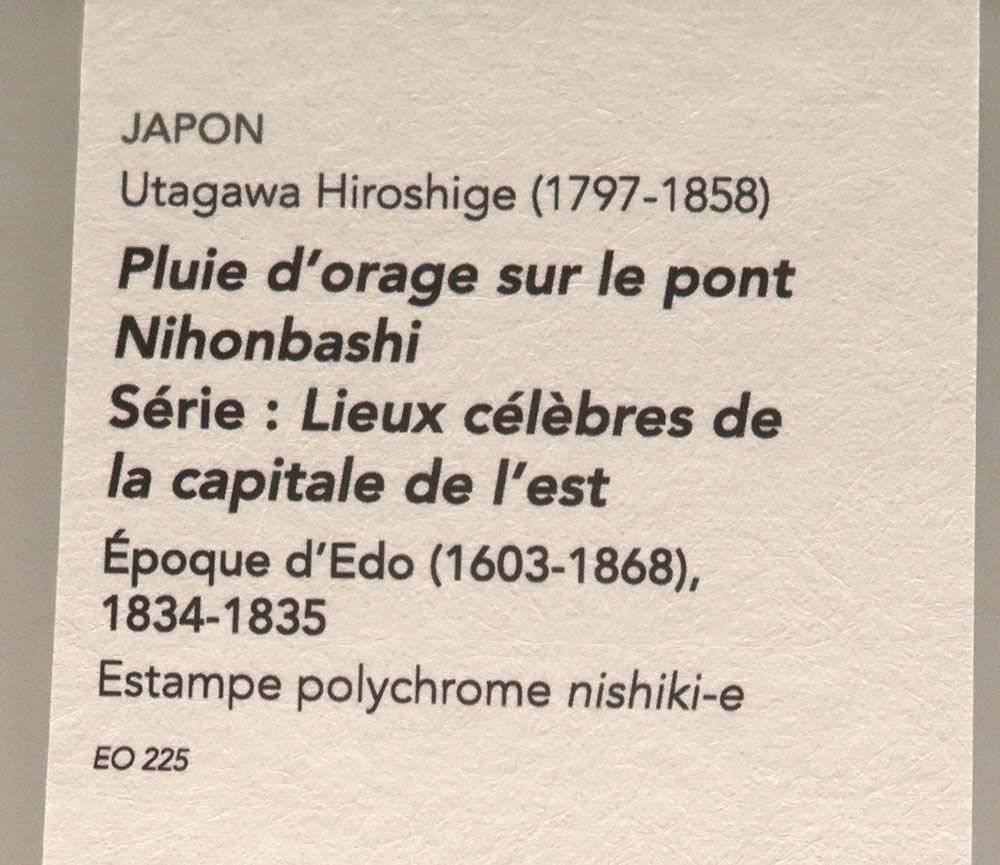 JAPON
Utagawa Hiroshige (1797-1858)
Pluie d’orage sur le pont
Nihonbashi
Série : Lieux célèbres de
la capitale de l’est
Époque d’Edo (1603-1868),
1834-1835
Estampe polychrome nishiki-e
EO 225